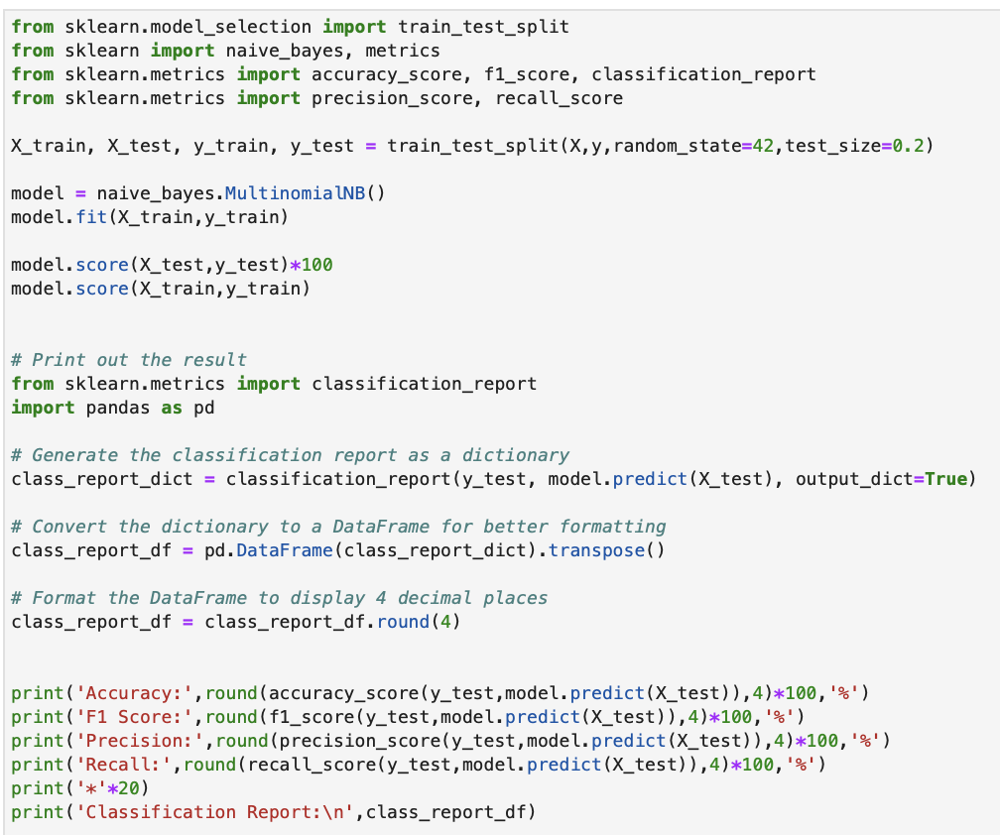 from sklearn.model_selection import train_test_split
from sklearn import naive_bayes, metrics
from sklearn.metrics import accuracy_score, f1_score, classification_report
from sklearn.metrics import precision_score, recall_score

X_train, X_test, y_train, y_test = train_test_split(X,y,random_state=42,test_size=0.2)

model = naive_bayes.MultinomialNB()
model.fit(X_train,y_train)

model.score(X_test,y_test)*100
model.score(X_train,y_train)

# Print out the result
from sklearn.metrics import classification_report
import pandas as pd

# Generate the classification report as a dictionary
class_report_dict = classification_report(y_test, model.predict(X_test), output_dict=True)

# Convert the dictionary to a DataFrame for better formatting
class_report_df = pd.DataFrame(class_report_dict).transpose()

# Format the DataFrame to display 4 decimal places
class_report_df = class_report_df.round(4)

print('Accuracy:',round(accuracy_score(y_test,model.predict(X_test)),4)*100,'%')
print('F1 Score:',round(f1_score(y_test,model.predict(X_test)),4)*100,'%')
print('Precision:',round(precision_score(y_test,model.predict(X_test)),4)*100,'%')
print('Recall:',round(recall_score(y_test,model.predict(X_test)),4)*100,'%')
print('*'*20)
print('Classification Report:\n',class_report_df)